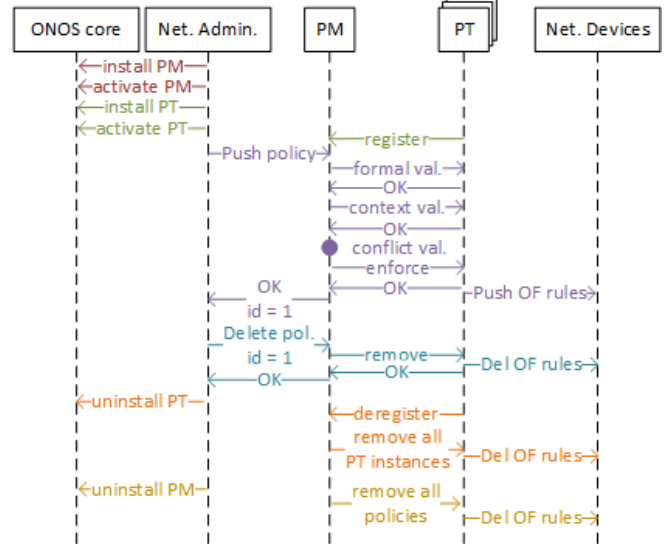 ONOS core Net. Admin. PM PT Net. Devices
install PM
activate PM
install PT
activate PT
register
Push policy
formal val.
OK
context val.
OK
conflict val.
enforce
OK
OK
id = 1
Push OF rules
Delete pol.
id = 1
remove
OK
Del OF rules
OK
uninstall PT
deregister
remove all
PT instances
Del OF rules
uninstall PM
remove all
policies
Del OF rules